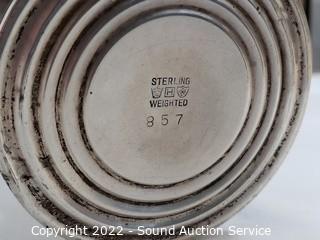 STERLING
H
WEIGHTED
857
Copyright 2022 - Sound Auction Service